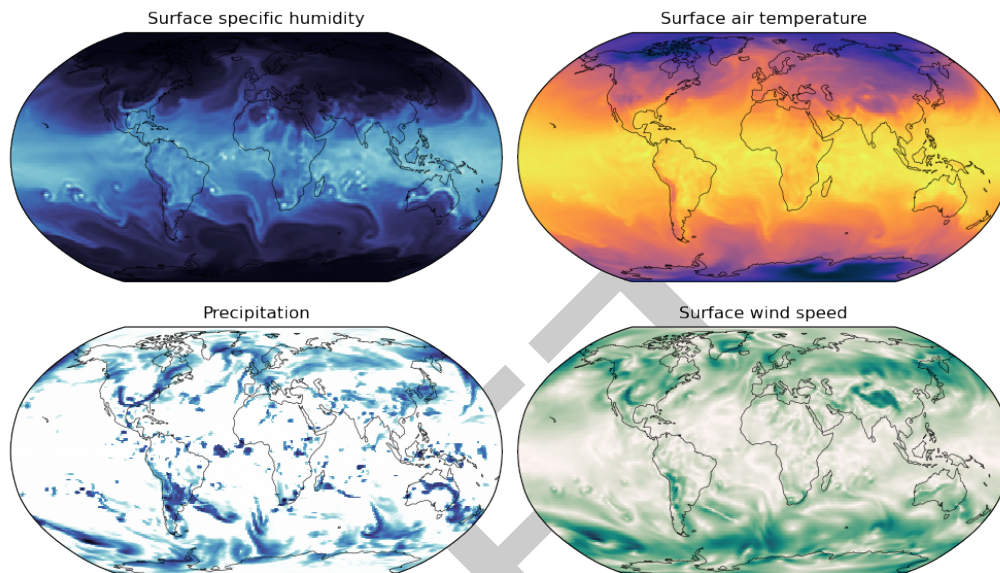 Surface specific humidity
Surface air temperature
Precipitation
Surface wind speed